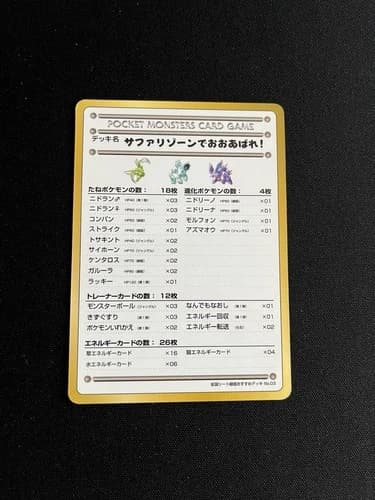 POCKET MONSTERS CARD GAME
デッキ名 サファリゾーンでおおあばれ!
たねポケモンの数: 18枚 進化ポケモンの数: 4枚
ニドラン♂ ×03 ニドリーノ ×01
ニドラン♀ ×03 ニドリーナ ×01
コンパン ×02 モルフォン ×01
ストライク ×01 アズマオウ ×01
トサキント ×02
サイホーン ×02
ケンタロス ×02
ガルーラ ×02
ラッキー ×01
トレーナーカードの数: 12枚
モンスターボール ×03 なんでもなおし ×01
きずぐすり ×03 エネルギー回収 ×01
ポケモンいれかえ ×02 エネルギー転送 ×02
エネルギーカードの数: 26枚
草エネルギーカード ×16 闘エネルギーカード ×04
水エネルギーカード ×06